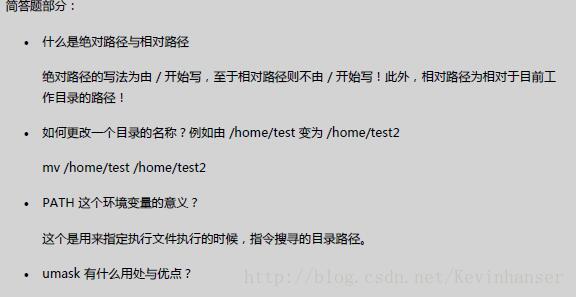 简答题部分：
• 什么是绝对路径与相对路径
绝对路径的写法为由 / 开始写，至于相对路径则不由 / 开始写！此外，相对路径为相对于目前工
作目录的路径！
• 如何更改一个目录的名称？例如由 /home/test 变为 /home/test2
mv /home/test /home/test2
• PATH 这个环境变量的意义？
这个是用来指定执行文件执行的时候，指令搜寻的目录路径。
• umask 有什么用处与优点？
http://blog.csdn.net/Kevinhanser